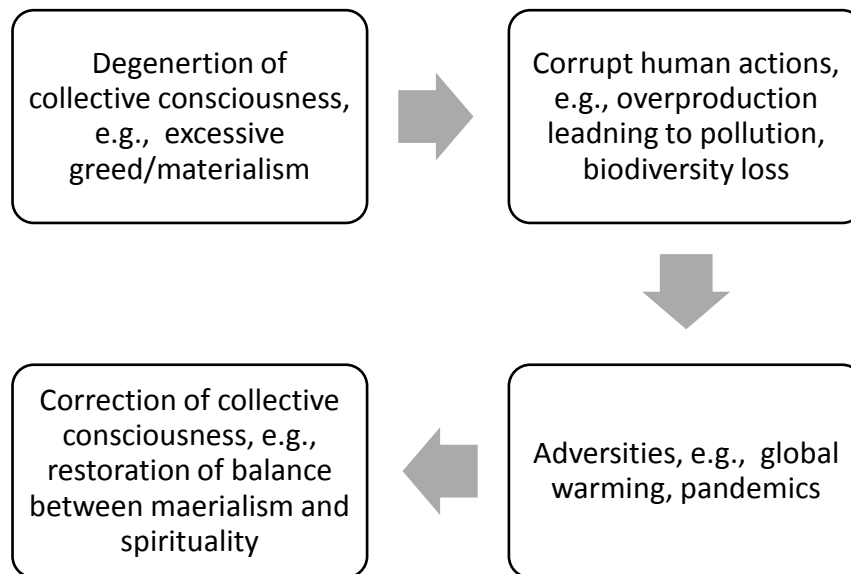 Degenertion of
collective consciousness,
e.g., excessive
greed/materialism
Corrupt human actions,
e.g., overproduction
leadning to pollution,
biodiversity loss
Adversities, e.g., global
warming, pandemics
Correction of collective
consciousness, e.g.,
restoration of balance
between maerialism and
spirituality